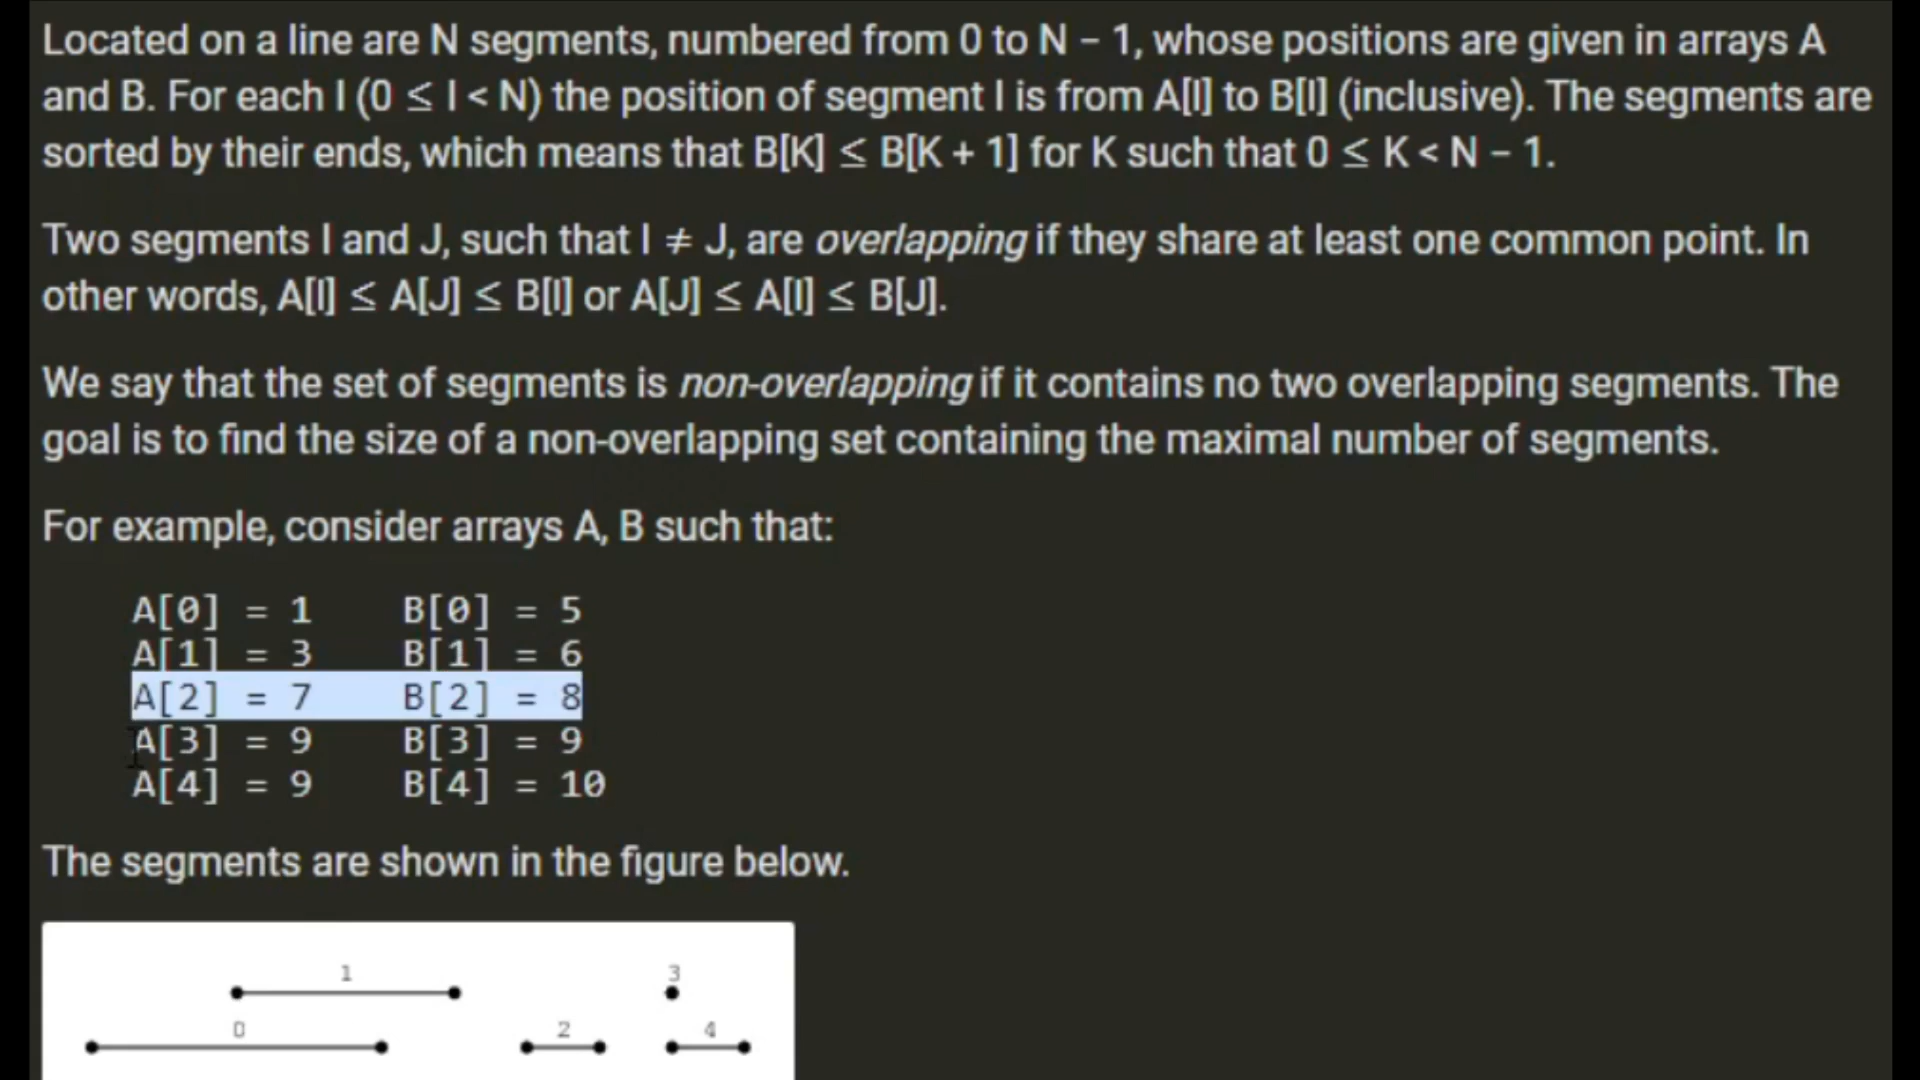 Located on a line are N segments, numbered from 0 to N − 1, whose positions are given in arrays A
and B. For each I (0 ≤ I < N) the position of segment I is from A[I] to B[I] (inclusive). The segments are
sorted by their ends, which means that B[K] ≤ B[K + 1] for K such that 0 ≤ K < N − 1.
Two segments I and J, such that I ≠ J, are overlapping if they share at least one common point. In
other words, A[I] ≤ A[J] ≤ B[I] or A[J] ≤ A[I] ≤ B[J].
We say that the set of segments is non-overlapping if it contains no two overlapping segments. The
goal is to find the size of a non-overlapping set containing the maximal number of segments.
For example, consider arrays A, B such that:
A[0] = 1 B[0] = 5
A[1] = 3 B[1] = 6
A[2] = 7 B[2] = 8
A[3] = 9 B[3] = 9
A[4] = 9 B[4] = 10
The segments are shown in the figure below.
1 3
0 2 4